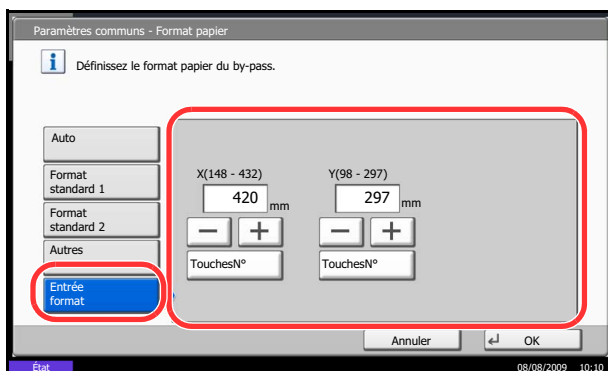 Paramètres communs - Format papier
Définissez le format papier du by-pass.
Auto
Format
standard 1
Format
standard 2
Autres
Entrée
format
X(148 - 432)
Y(98 - 297)
420 mm
297 mm
TouchesN°
TouchesN°
Annuler
OK
État
08/08/2009 10:10